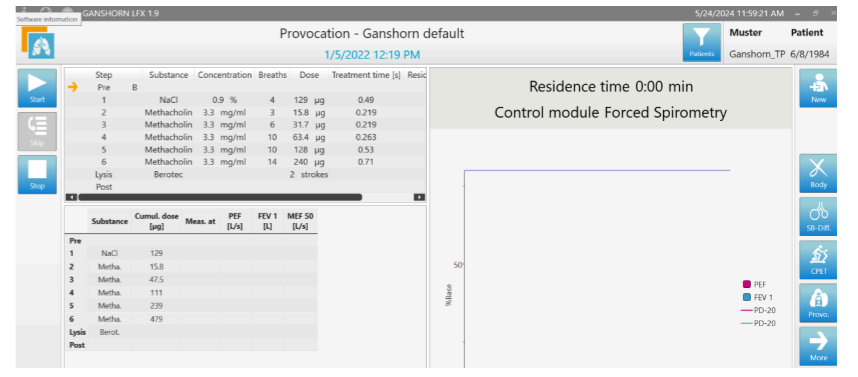 Software information
GANSHORN LFX 1.9
5/24/2024 11:59:21 AM
Provocation - Ganshorn default
1/5/2022 12:19 PM
Patients
Muster Patient
Ganshorn_TP 6/8/1984
Start
Skip
Stop
Step Substance Concentration Breaths Dose Treatment time [s] Resic
Pre B
1 NaCl 0.9 % 4 129 µg 0.49
2 Methacholin 3.3 mg/ml 3 15.8 µg 0.219
3 Methacholin 3.3 mg/ml 6 31.7 µg 0.219
4 Methacholin 3.3 mg/ml 10 63.4 µg 0.263
5 Methacholin 3.3 mg/ml 10 128 µg 0.53
6 Methacholin 3.3 mg/ml 14 240 µg 0.71
Lysis Berotec 2 strokes
Post
Substance Cumul. dose [µg] Meas. at PEF [L/s] FEV 1 [L] MEF 50 [L/s]
Pre
1 NaCl 129
2 Metha. 15.8
3 Metha. 47.5
4 Metha. 111
5 Metha. 239
6 Metha. 479
Lysis Berot.
Post
Residence time 0:00 min
Control module Forced Spirometry
50
%Base
PEF
FEV 1
PD-20
PD-20
New
Body
SB-Diff.
CPET
Provo.
More